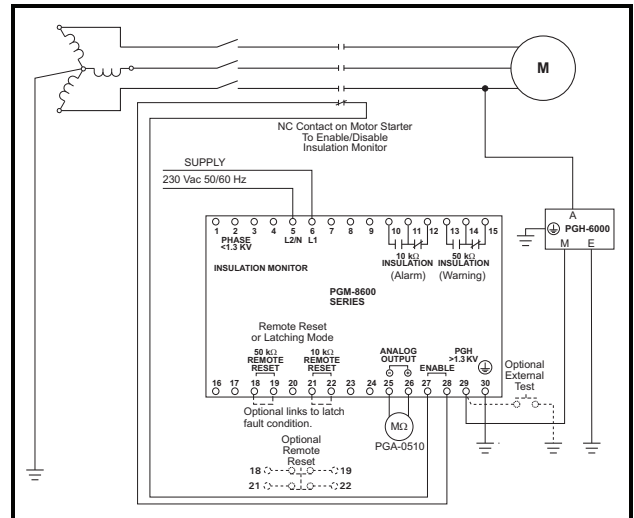 M
NC Contact on Motor Starter
To Enable/Disable
Insulation Monitor
SUPPLY
230 Vac 50/60 Hz
A
PGH-6000
M E
1 2 3 4 5 6 7 8 9 10 11 12 13 14 15
PHASE
<1.3 KV
L2/N L1
10 kΩ
INSULATION
(Alarm)
50 kΩ
INSULATION
(Warning)
INSULATION MONITOR
PGM-8600
SERIES
Remote Reset
or Latching Mode
50 kΩ
REMOTE
RESET
10 kΩ
REMOTE
RESET
ANALOG
OUTPUT
ENABLE
PGH
>1.3 KV
16 17 18 19 20 21 22 23 24 25 26 27 28 29 30
Optional
External
Test
Optional links to latch
fault condition.
MΩ
PGA-0510
Optional
Remote
Reset
18 19
21 22